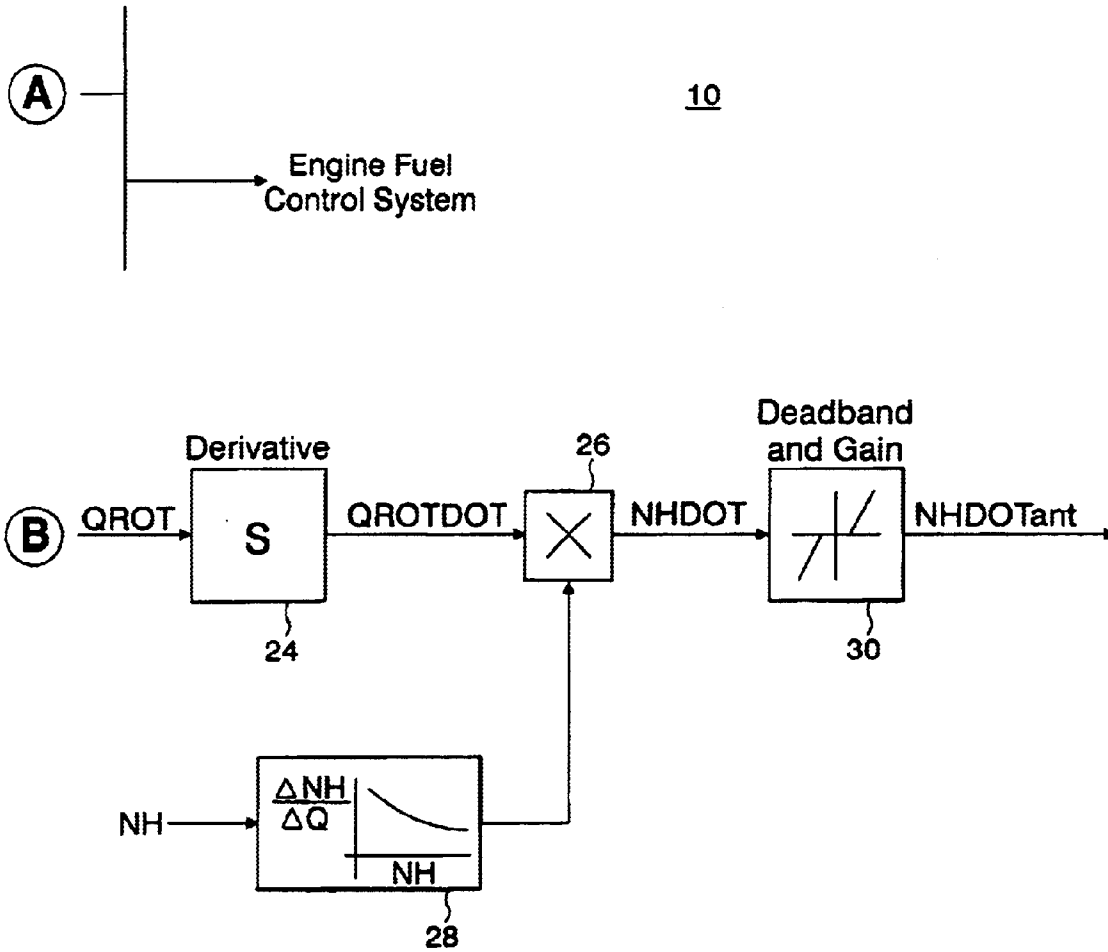 A
10
Engine Fuel
Control System
Deadband
and Gain
Derivative
26
B
QROT
S
QROTDOT
NHDOT
NHDOTant
24
30
NH
ΔNH
ΔQ
NH
28